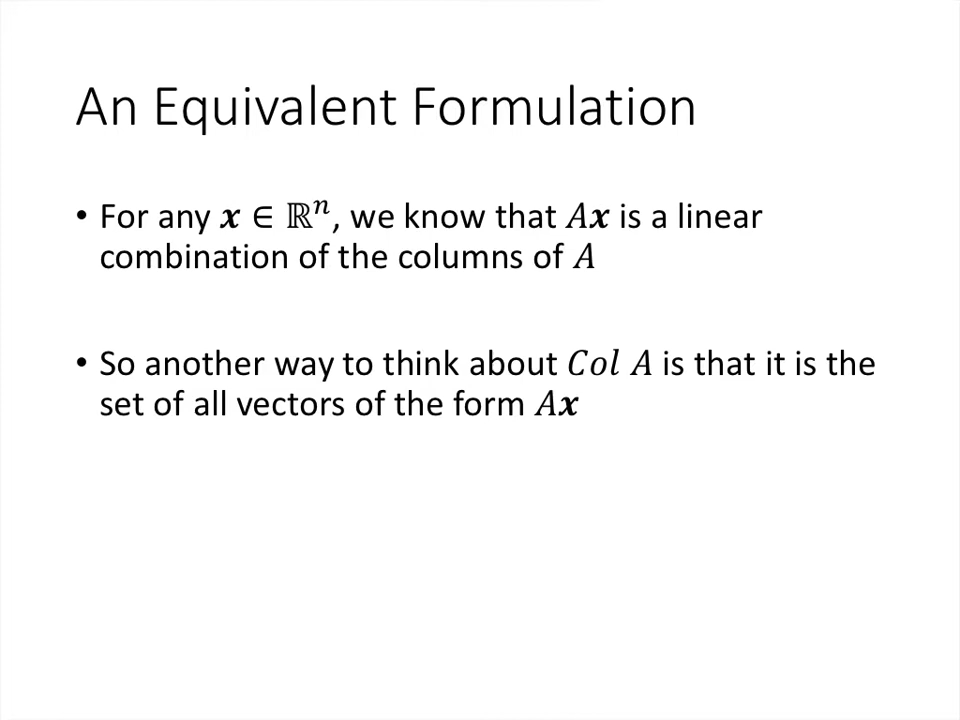 An Equivalent Formulation
• For any 𝒙 ∈ ℝⁿ, we know that 𝐴𝒙 is a linear
combination of the columns of 𝐴
• So another way to think about 𝐶𝑜𝑙 𝐴 is that it is the
set of all vectors of the form 𝐴𝒙